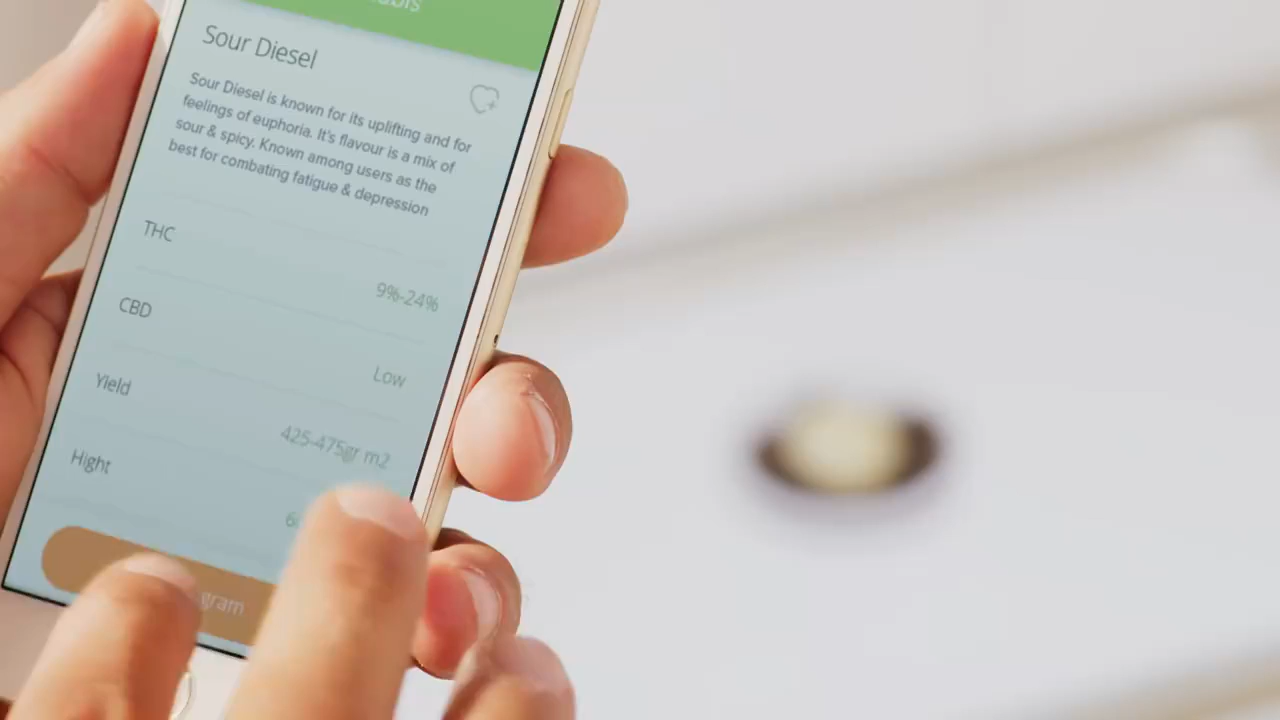 Sour Diesel
Sour Diesel is known for its uplifting and for
feelings of euphoria. It's flavour is a mix of
sour & spicy. Known among users as the
best for combating fatigue & depression
THC
9%-24%
CBD
Low
Yield
425-475gr m2
Hight
gram